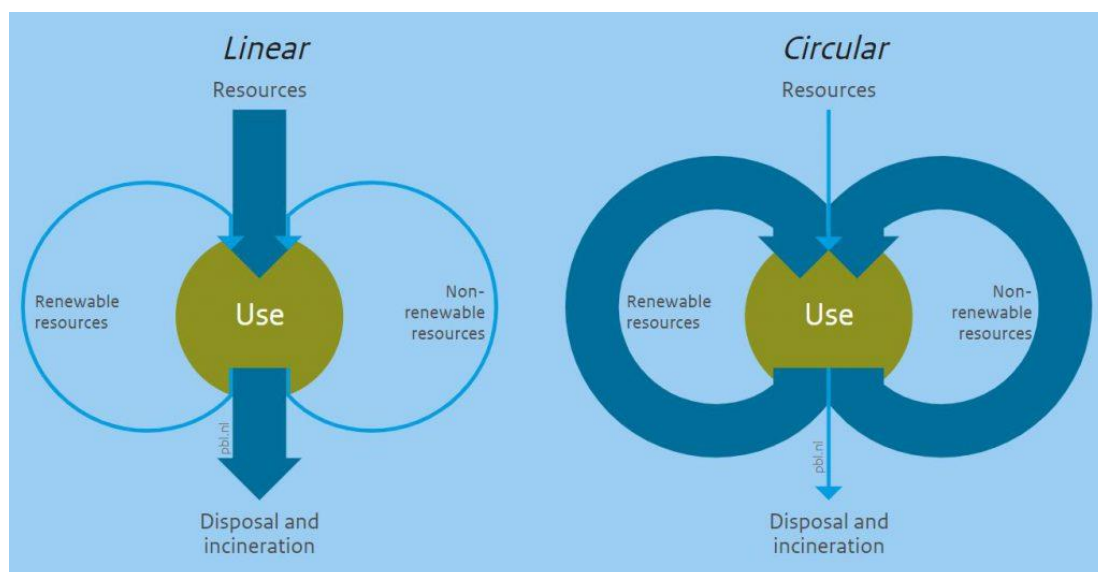 Linear
Resources
Renewable
resources
Use
Non-
renewable
resources
pbl.nl
Disposal and
incineration
Circular
Resources
Renewable
resources
Use
Non-
renewable
resources
pbl.nl
Disposal and
incineration